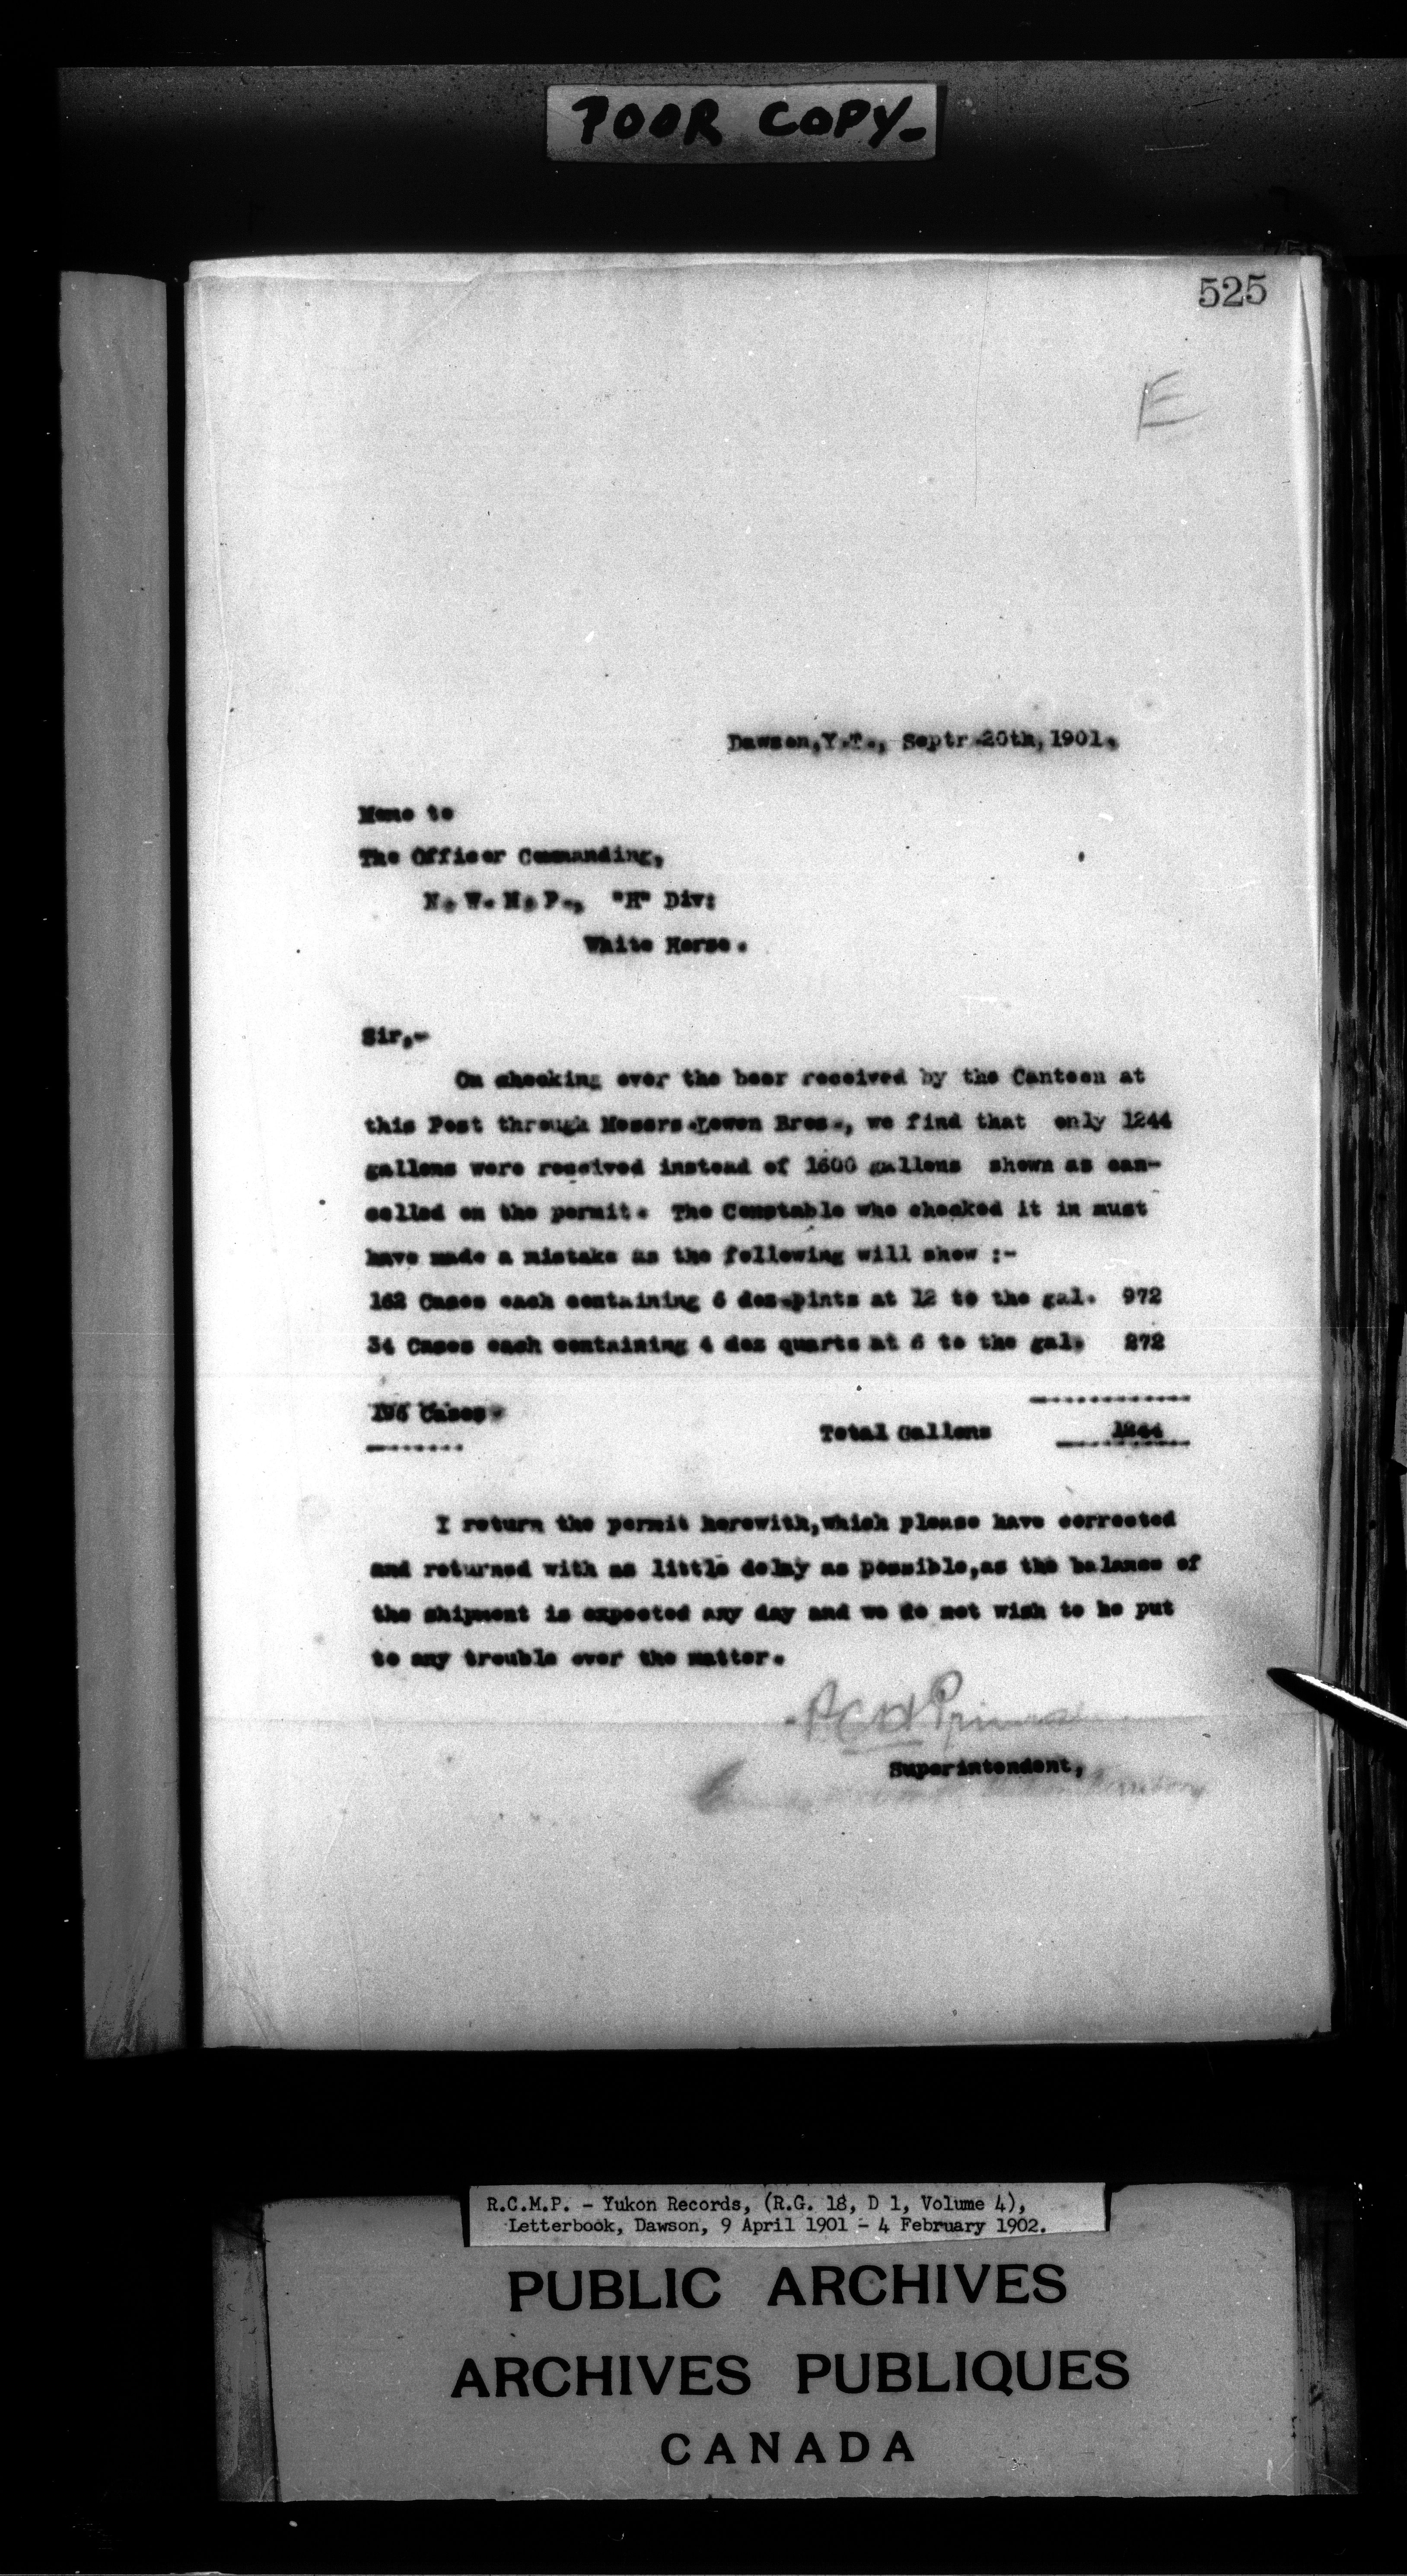 POOR COPY-
525
E
Dawson,Y.T., Septr.20th,1901.
Memo to
The Officer Commanding,
N. W. M. P., "H" Div:
White Horse.
Sir,-
On checking over the beer received by the Canteen at
this Post through Messrs. Lowen Bros., we find that only 1244
gallons were received instead of 1600 gallons shown as can-
celled on the permit. The Constable who checked it in must
have made a mistake as the following will show :-
162 Cases each containing 6 doz.pints at 12 to the gal. 972
34 Cases each containing 4 doz quarts at 6 to the gal. 272
196 Cases.
Total Gallons 1244
I return the permit herewith,which please have corrected
and returned with as little delay as possible,as the balance of
the shipment is expected any day and we do not wish to be put
to any trouble over the matter.
Superintendent,
R.C.M.P. - Yukon Records, (R.G. 18, D 1, Volume 4),
Letterbook, Dawson, 9 April 1901 - 4 February 1902.
PUBLIC ARCHIVES
ARCHIVES PUBLIQUES
CANADA